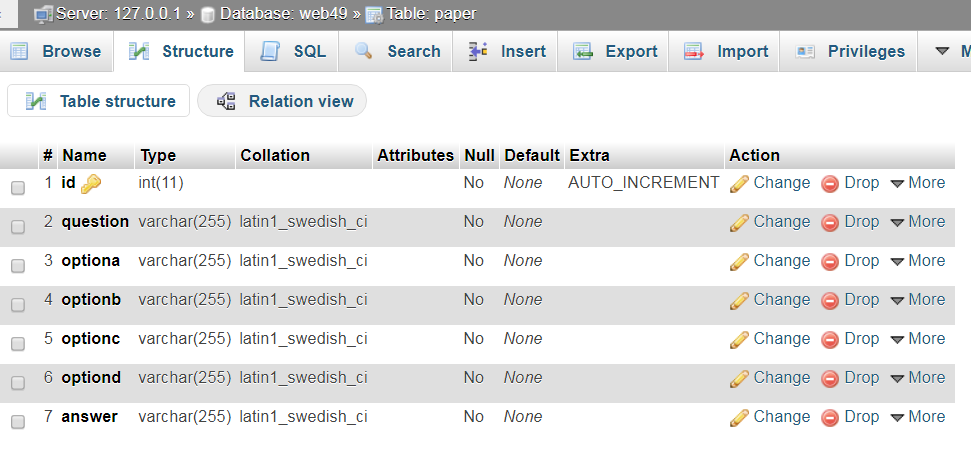 Server: 127.0.0.1 » Database: web49 » Table: paper
Browse Structure SQL Search Insert Export Import Privileges
Table structure Relation view
# Name Type Collation Attributes Null Default Extra Action
1 id int(11) No None AUTO_INCREMENT Change Drop More
2 question varchar(255) latin1_swedish_ci No None Change Drop More
3 optiona varchar(255) latin1_swedish_ci No None Change Drop More
4 optionb varchar(255) latin1_swedish_ci No None Change Drop More
5 optionc varchar(255) latin1_swedish_ci No None Change Drop More
6 optiond varchar(255) latin1_swedish_ci No None Change Drop More
7 answer varchar(255) latin1_swedish_ci No None Change Drop More